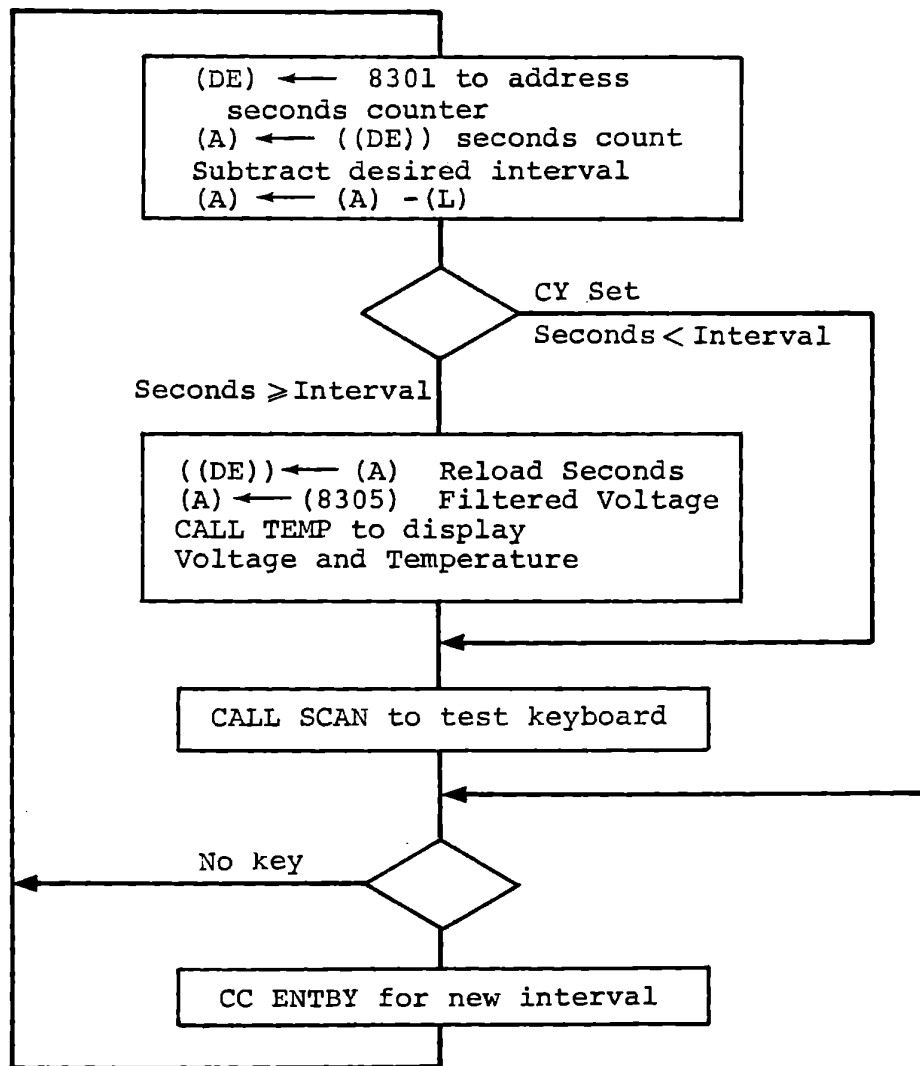 (DE) ← 8301 to address
seconds counter
(A) ← ((DE)) seconds count
Subtract desired interval
(A) ← (A) -(L)
CY Set
Seconds < Interval
Seconds ⩾ Interval
((DE)) ← (A) Reload Seconds
(A) ← (8305) Filtered Voltage
CALL TEMP to display
Voltage and Temperature
CALL SCAN to test keyboard
No key
CC ENTBY for new interval